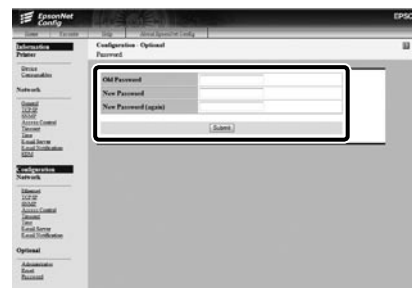 EpsonNet
Config
EPSO
Home
Favorite
Help
About EpsonNet Config
Information
Printer
Configuration - Optional
Password
Device
Consumables
Old Password
New Password
New Password (again)
Submit
Network
General
TCP/IP
SNMP
Access Control
Timeout
Time
E-mail Server
E-mail Notification
Configuration
Network
Ethernet
TCP/IP
SNMP
Access Control
Timeout
Time
E-mail Server
E-mail Notification
Optional
Administrator
Reset
Password